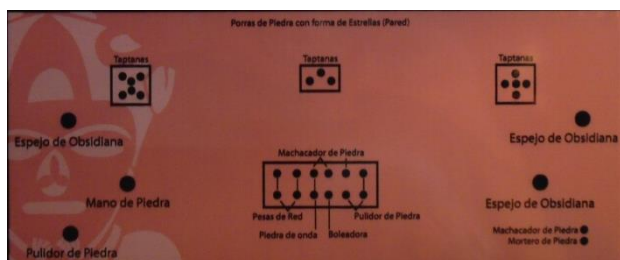 Porras de Piedra con forma de Estrellas (Pared)
Taptanas
Taptanas
Taptanas
Espejo de Obsidiana
Espejo de Obsidiana
Machacador de Piedra
Mano de Piedra
Espejo de Obsidiana
Pesas de Red
Pulidor de Piedra
Piedra de onda
Boleadora
Machacador de Piedra
Mortero de Piedra
Pulidor de Piedra